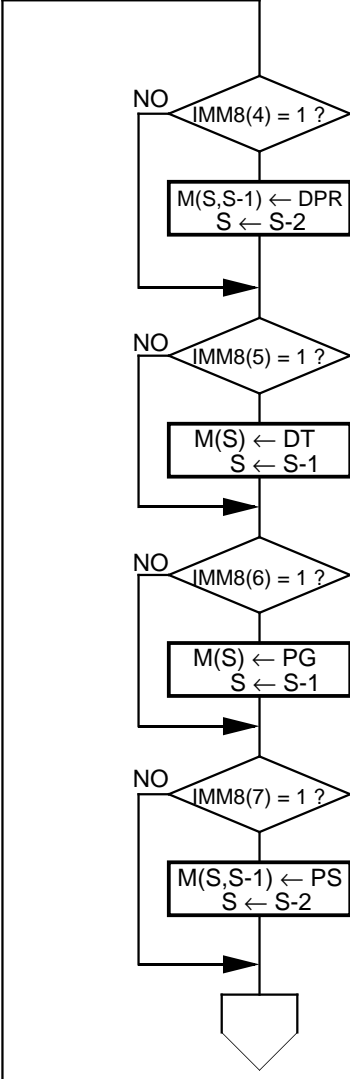 NO
IMM8(4) = 1 ?
M(S,S-1) ← DPR
S ← S-2
NO
IMM8(5) = 1 ?
M(S) ← DT
S ← S-1
NO
IMM8(6) = 1 ?
M(S) ← PG
S ← S-1
NO
IMM8(7) = 1 ?
M(S,S-1) ← PS
S ← S-2